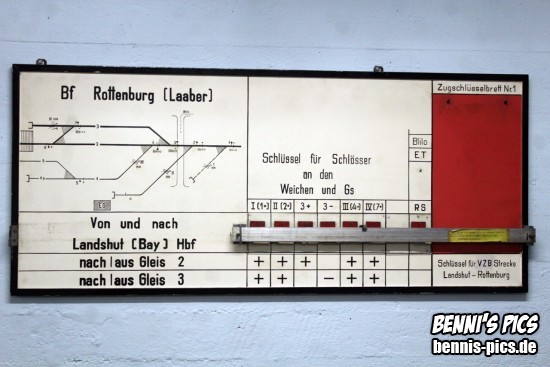 Bf Rottenburg (Laaber)
Zugschlüsselbrett Nr.1
Schlüssel für Schlösser
an den
Weichen und Gs
Bhlo
E.T
RS
I (1+) II (2+) 3+ 3- III (4-) IV (7+)
Von und nach
Landshut (Bay) Hbf
nach|aus Gleis 2 + + + + +
nach|aus Gleis 3 + + - + +
Schlüssel für VZB Strecke
Landshut - Rottenburg
BENNI'S PICS
bennis-pics.de